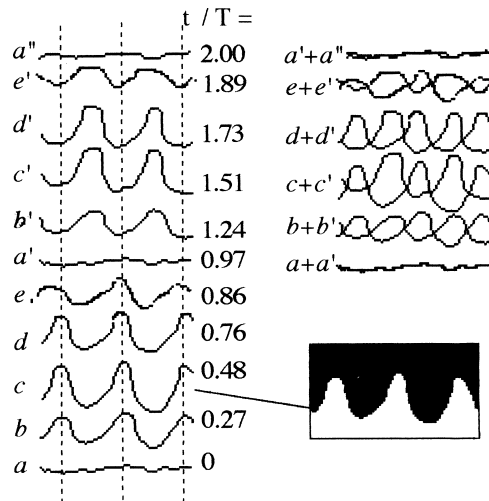 t / T =
a" 2.00 a'+a"
e' 1.89 e+e'
d' 1.73 d+d'
c' 1.51 c+c'
b' 1.24 b+b'
a' 0.97 a+a'
e 0.86
d 0.76
c 0.48
b 0.27
a 0